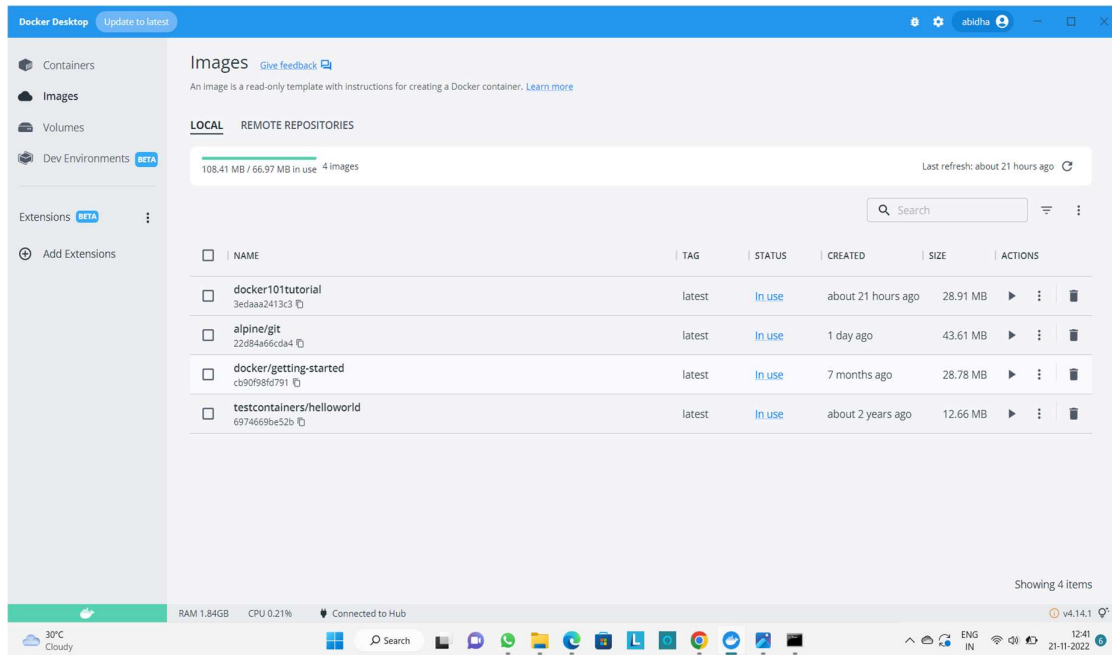 Docker Desktop Update to latest abidha
Containers
Images
Volumes
Dev Environments BETA
Extensions BETA
Add Extensions
Images Give feedback
An image is a read-only template with instructions for creating a Docker container. Learn more
LOCAL REMOTE REPOSITORIES
108.41 MB / 66.97 MB in use 4 images Last refresh: about 21 hours ago
Search
NAME TAG STATUS CREATED SIZE ACTIONS
docker101tutorial latest In use about 21 hours ago 28.91 MB
3edaaa2413c3
alpine/git latest In use 1 day ago 43.61 MB
22d84a66cda4
docker/getting-started latest In use 7 months ago 28.78 MB
cb90f98fd791
testcontainers/helloworld latest In use about 2 years ago 12.66 MB
6974669be52b
Showing 4 items
RAM 1.84GB CPU 0.21% Connected to Hub v4.14.1
30°C Search L ENG 12:41
Cloudy IN 21-11-2022 6